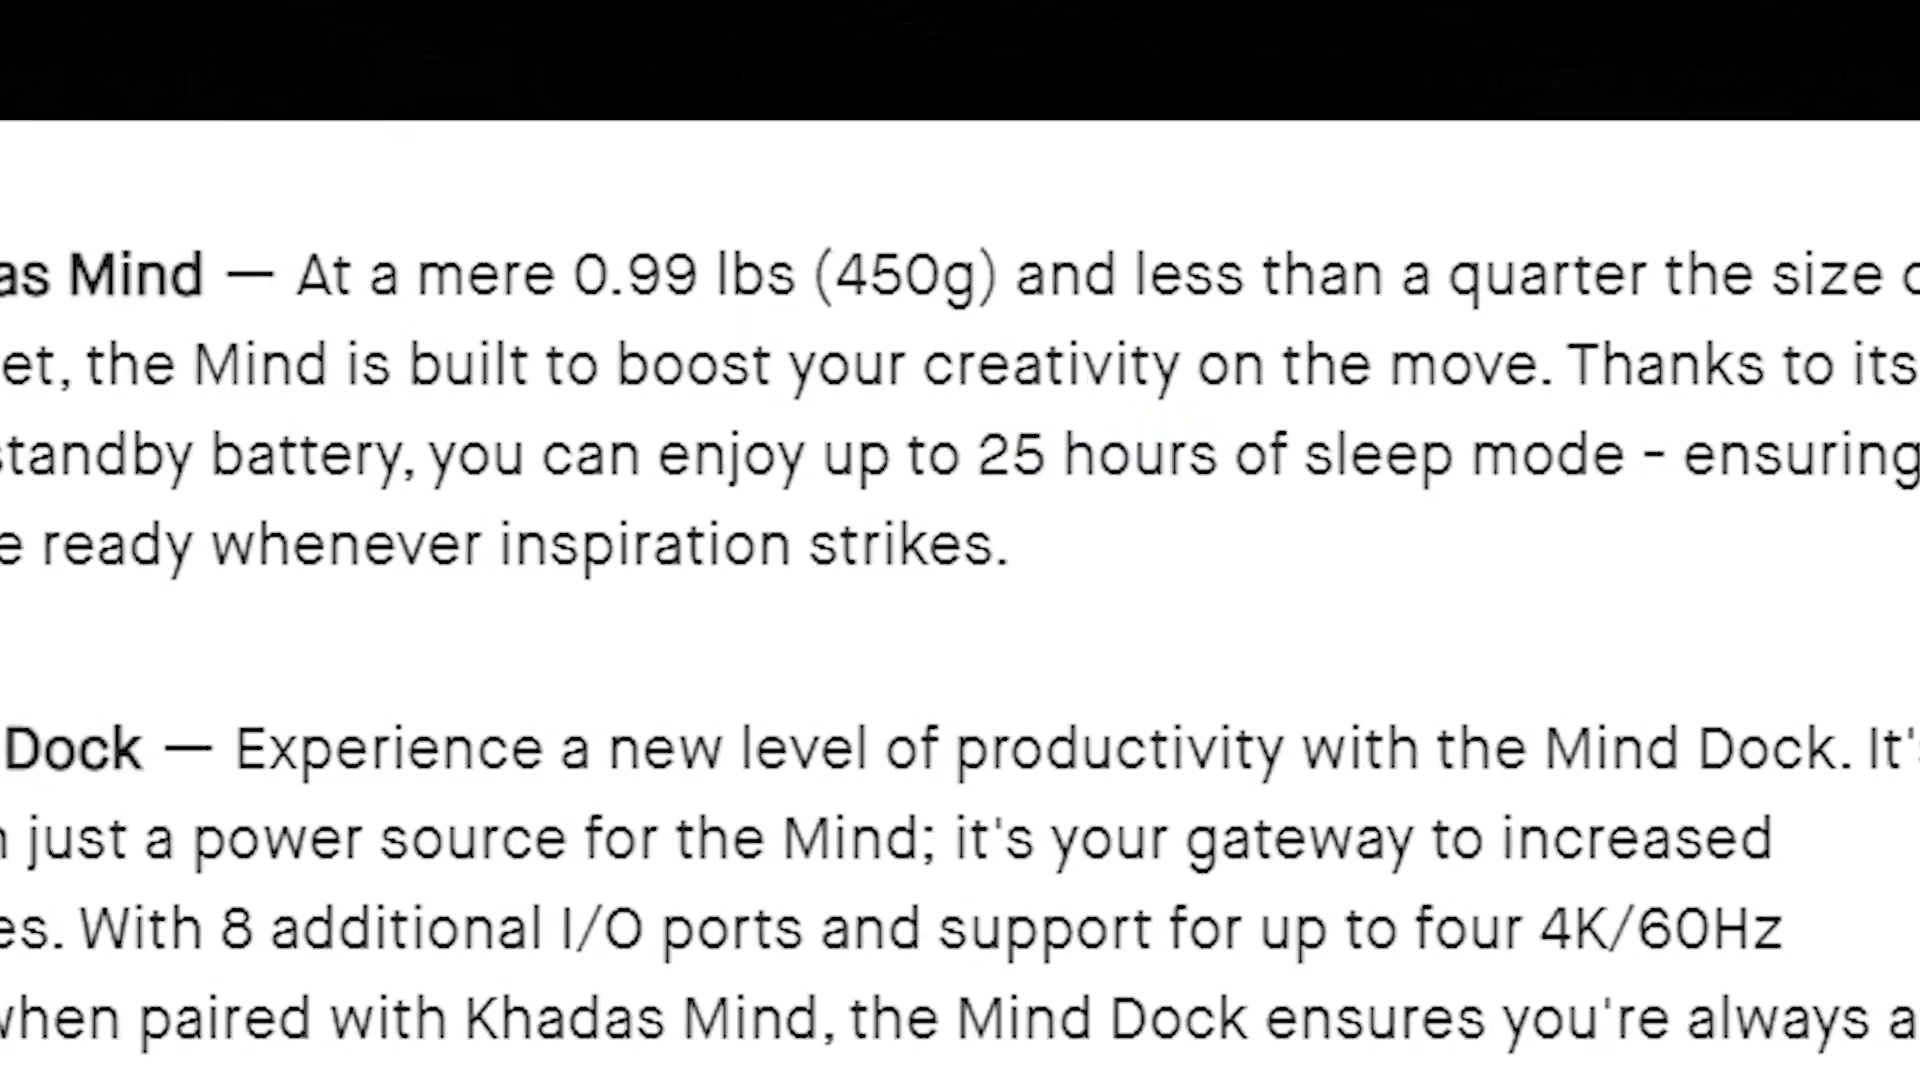 as Mind — At a mere 0.99 lbs (450g) and less than a quarter the size
et, the Mind is built to boost your creativity on the move. Thanks to its
standby battery, you can enjoy up to 25 hours of sleep mode - ensuring
e ready whenever inspiration strikes.
Dock — Experience a new level of productivity with the Mind Dock. It's
just a power source for the Mind; it's your gateway to increased
es. With 8 additional I/O ports and support for up to four 4K/60Hz
when paired with Khadas Mind, the Mind Dock ensures you're always a